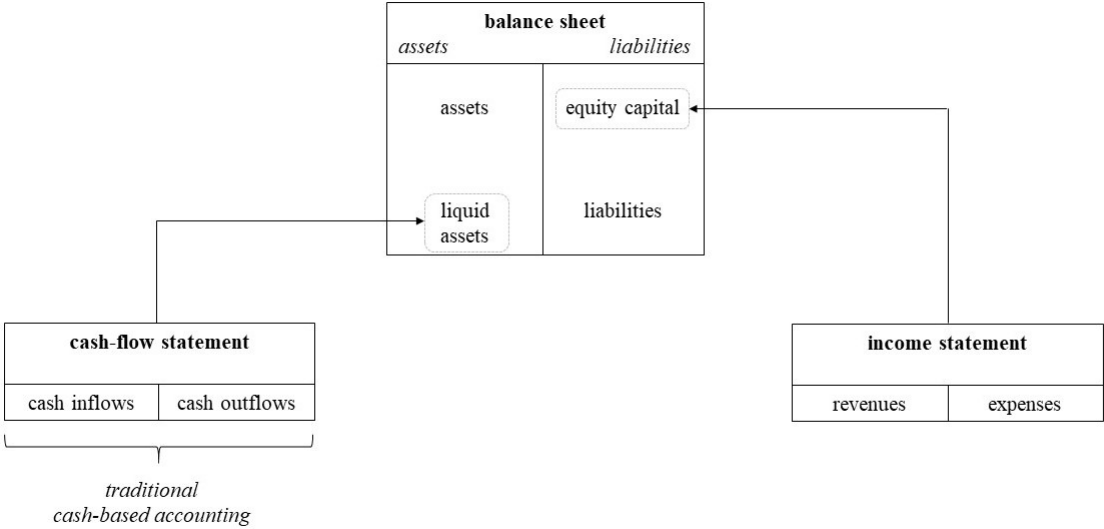 balance sheet
assets liabilities
assets equity capital
liquid
assets
liabilities
cash-flow statement
cash inflows cash outflows
income statement
revenues expenses
traditional
cash-based accounting